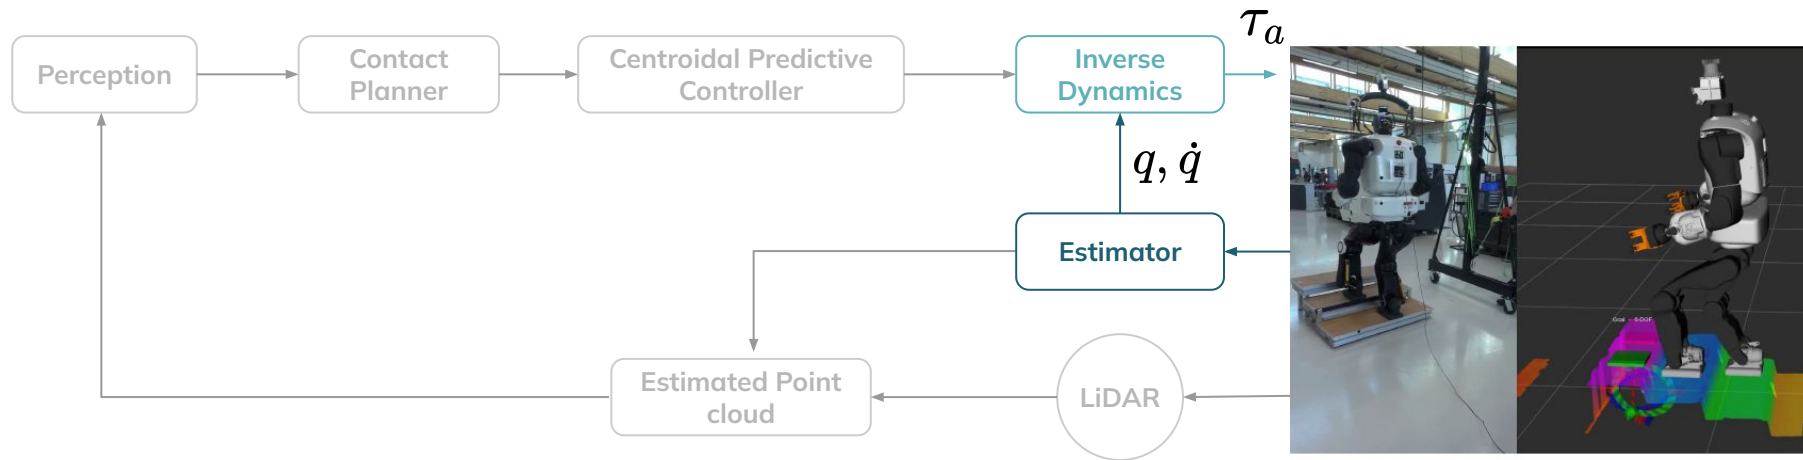 τₐ
Perception
Contact
Planner
Centroidal Predictive
Controller
Inverse
Dynamics
q, q̇
Estimator
Estimated Point
cloud
LiDAR